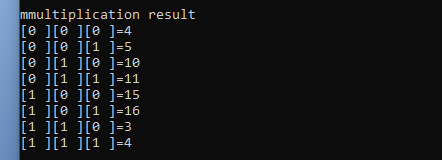 mmultiplication result
[0 ][0 ][0 ]=4
[0 ][0 ][1 ]=5
[0 ][1 ][0 ]=10
[0 ][1 ][1 ]=11
[1 ][0 ][0 ]=15
[1 ][0 ][1 ]=16
[1 ][1 ][0 ]=3
[1 ][1 ][1 ]=4